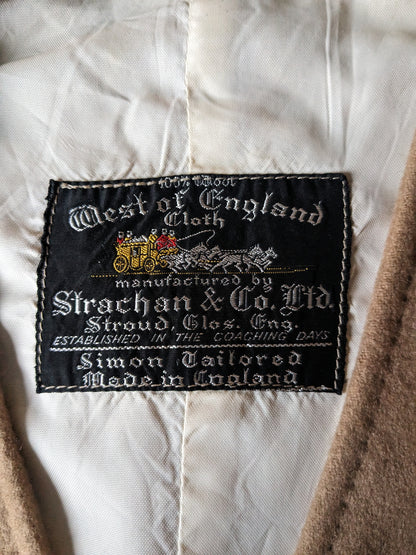 100% Wool
West of England
Cloth
manufactured by
Strachan & Co. Ltd.
Stroud, Glos. Eng.
ESTABLISHED IN THE COACHING DAYS
Simon Tailored
Made in England